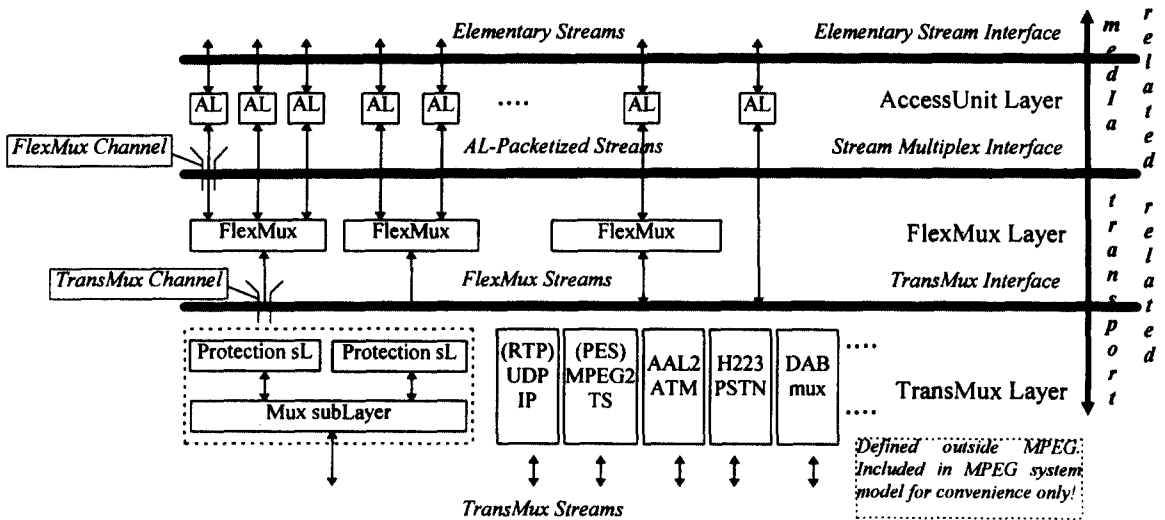 Elementary Streams
Elementary Stream Interface
AL
AL
AL
AL
AL
....
AL
AL
AccessUnit Layer
FlexMux Channel
AL-Packetized Streams
Stream Multiplex Interface
FlexMux
FlexMux
FlexMux
FlexMux Layer
TransMux Channel
FlexMux Streams
TransMux Interface
Protection sL
Protection sL
Mux subLayer
(RTP)
UDP
IP
(PES)
MPEG2
TS
AAL2
ATM
H223
PSTN
DAB
mux
....
....
TransMux Layer
Defined outside MPEG.
Included in MPEG system
model for convenience only!
TransMux Streams
media
related
transport
related